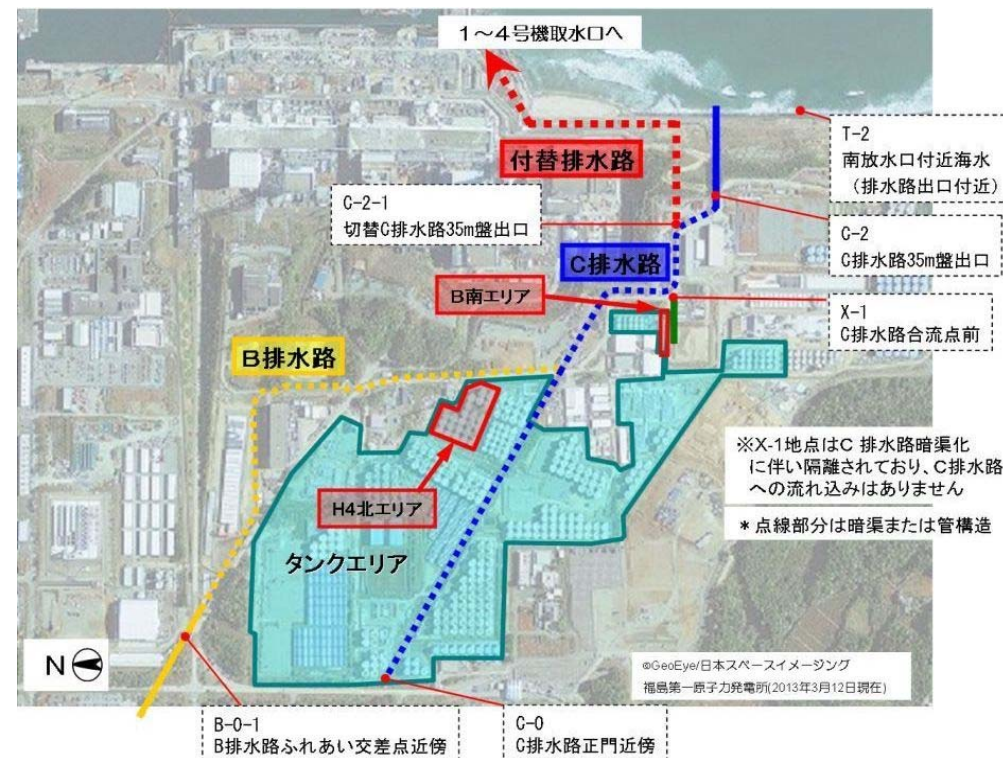 1～4号機取水口へ
T-2
南放水口付近海水
（排水路出口付近）
付替排水路
C-2-1
切替C排水路35m盤出口
C-2
C排水路35m盤出口
C排水路
B南エリア
X-1
C排水路合流点前
B排水路
※X-1地点はC 排水路暗渠化
に伴い隔離されており、C排水路
への流れ込みはありません
＊点線部分は暗渠または管構造
H4北エリア
タンクエリア
N
©GeoEye/日本スペースイメージング
福島第一原子力発電所(2013年3月12日現在)
B-0-1
B排水路ふれあい交差点近傍
C-0
C排水路正門近傍